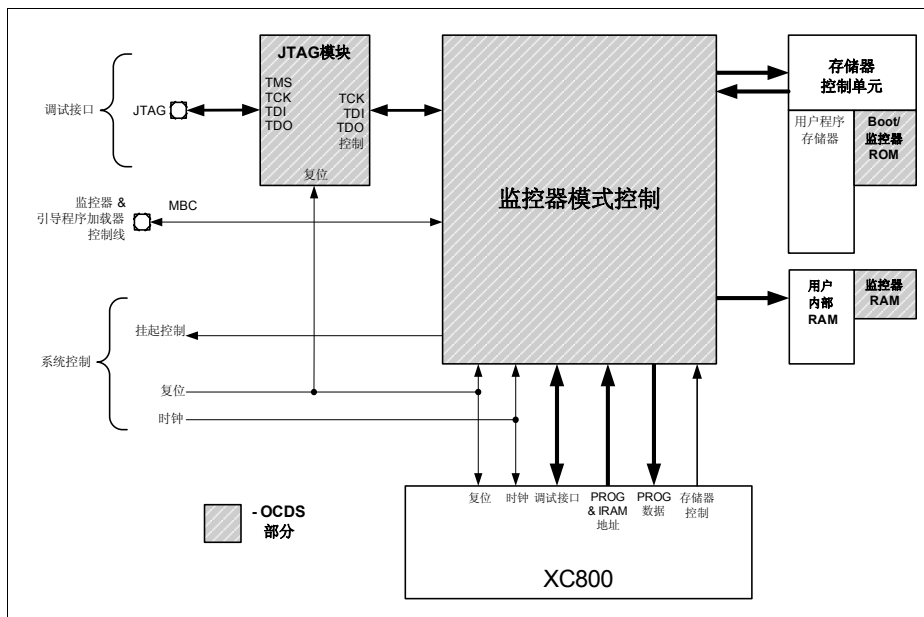 JTAG模块
TMS
TCK
TDI
TDO
TCK
TDI
TDO
控制
复位
调试接口
JTAG
监控器 &
引导程序加载器
控制线
MBC
系统控制
挂起控制
复位
时钟
监控器模式控制
存储器
控制单元
用户程序
存储器
Boot/
监控器
ROM
用户
内部
RAM
监控器
RAM
复位
时钟
调试接口
PROG
& IRAM
地址
PROG
数据
存储器
控制
XC800
- OCDS
部分